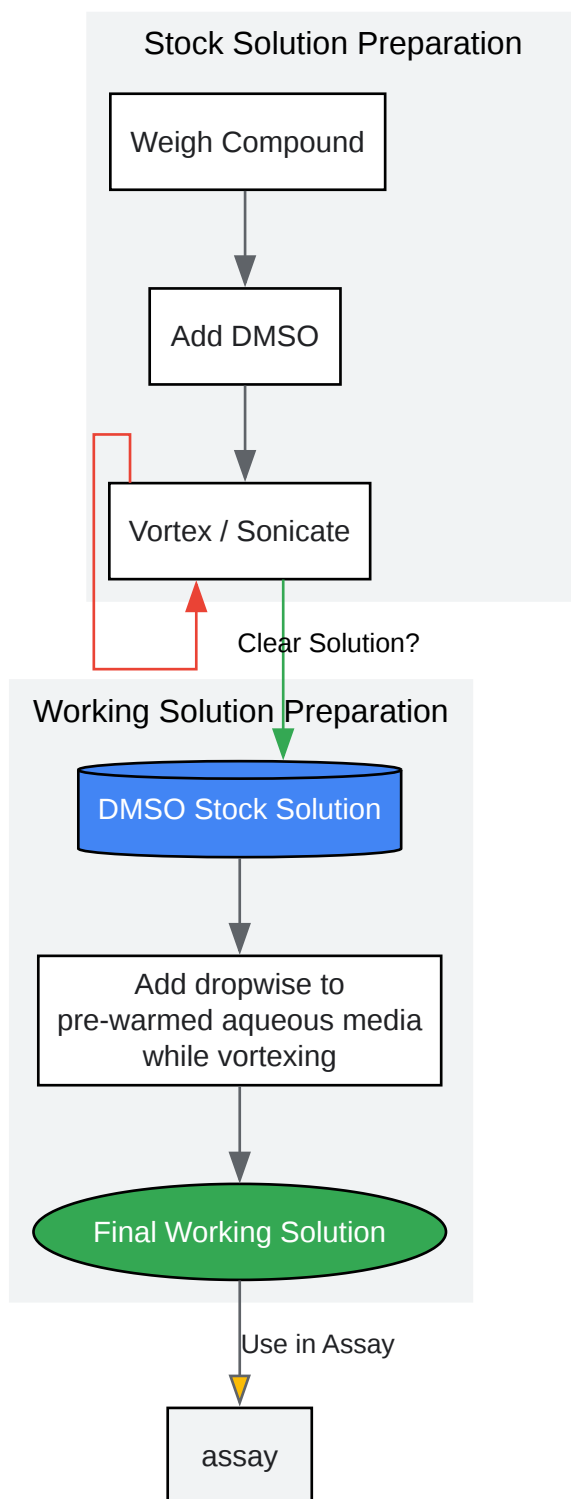 Stock Solution Preparation
Weigh Compound
Add DMSO
Vortex / Sonicate
Clear Solution?
Working Solution Preparation
DMSO Stock Solution
Add dropwise to
pre-warmed aqueous media
while vortexing
Final Working Solution
Use in Assay
assay